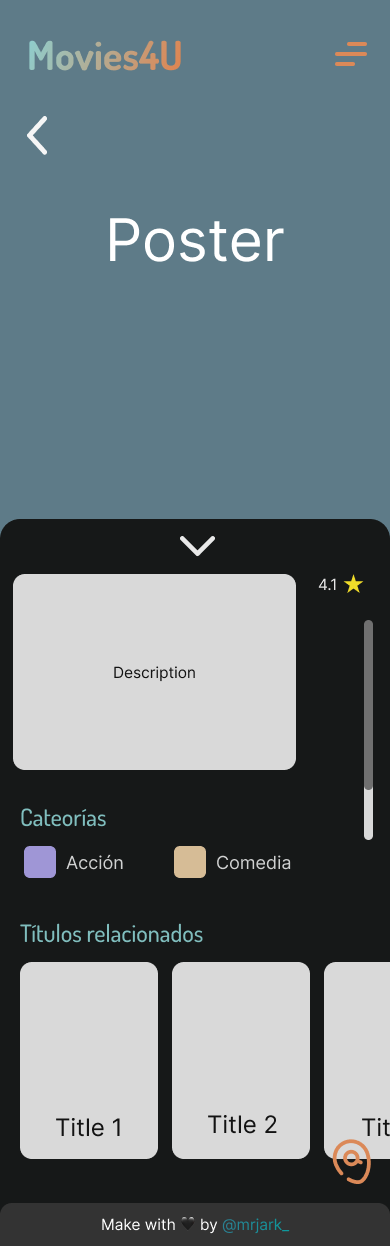 Movies4U
Poster
4.1
Description
Cateorías
Acción Comedia
Títulos relacionados
Title 1 Title 2 Tit
Make with 🖤 by @mrjark_